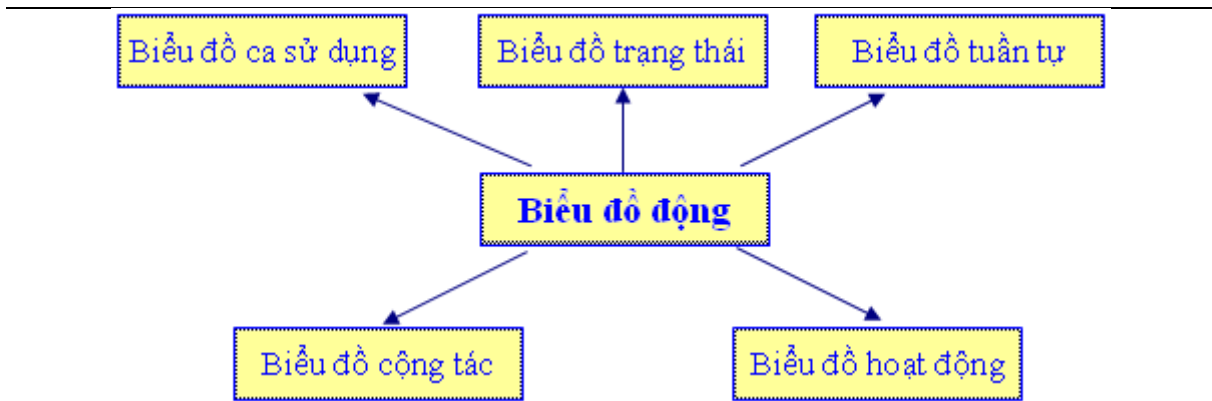 Biểu đồ ca sử dụng
Biểu đồ trạng thái
Biểu đồ tuần tự
Biểu đồ động
Biểu đồ cộng tác
Biểu đồ hoạt động